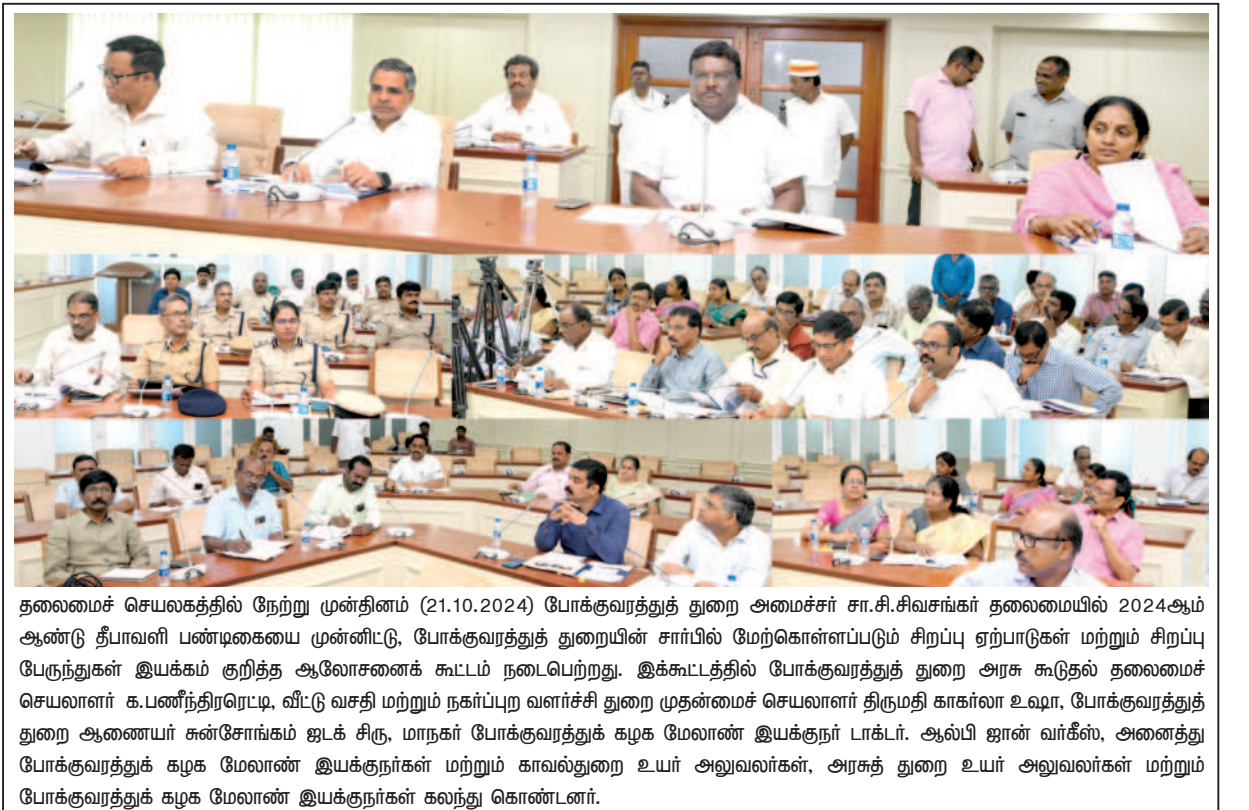 தலைமைச் செயலகத்தில் நேற்று முன்தினம் (21.10.2024) போக்குவரத்துத் துறை அமைச்சர் சா.சி.சிவசங்கர் தலைமையில் 2024ஆம்
ஆண்டு தீபாவளி பண்டிகையை முன்னிட்டு, போக்குவரத்துத் துறையின் சார்பில் மேற்கொள்ளப்படும் சிறப்பு ஏற்பாடுகள் மற்றும் சிறப்பு
பேருந்துகள் இயக்கம் குறித்த ஆலோசனைக் கூட்டம் நடைபெற்றது. இக்கூட்டத்தில் போக்குவரத்துத் துறை அரசு கூடுதல் தலைமைச்
செயலாளர் க.பணீந்திரரெட்டி, வீட்டு வசதி மற்றும் நகர்ப்புற வளர்ச்சி துறை முதன்மைச் செயலாளர் திருமதி காகர்லா உஷா, போக்குவரத்துத்
துறை ஆணையர் சுன்சோங்கம் ஜடக் சிரு, மாநகர் போக்குவரத்துக் கழக மேலாண் இயக்குநர் டாக்டர். ஆல்பி ஜான் வர்கீஸ், அனைத்து
போக்குவரத்துக் கழக மேலாண் இயக்குநர்கள் மற்றும் காவல்துறை உயர் அலுவலர்கள், அரசுத் துறை உயர் அலுவலர்கள் மற்றும்
போக்குவரத்துக் கழக மேலாண் இயக்குநர்கள் கலந்து கொண்டனர்.